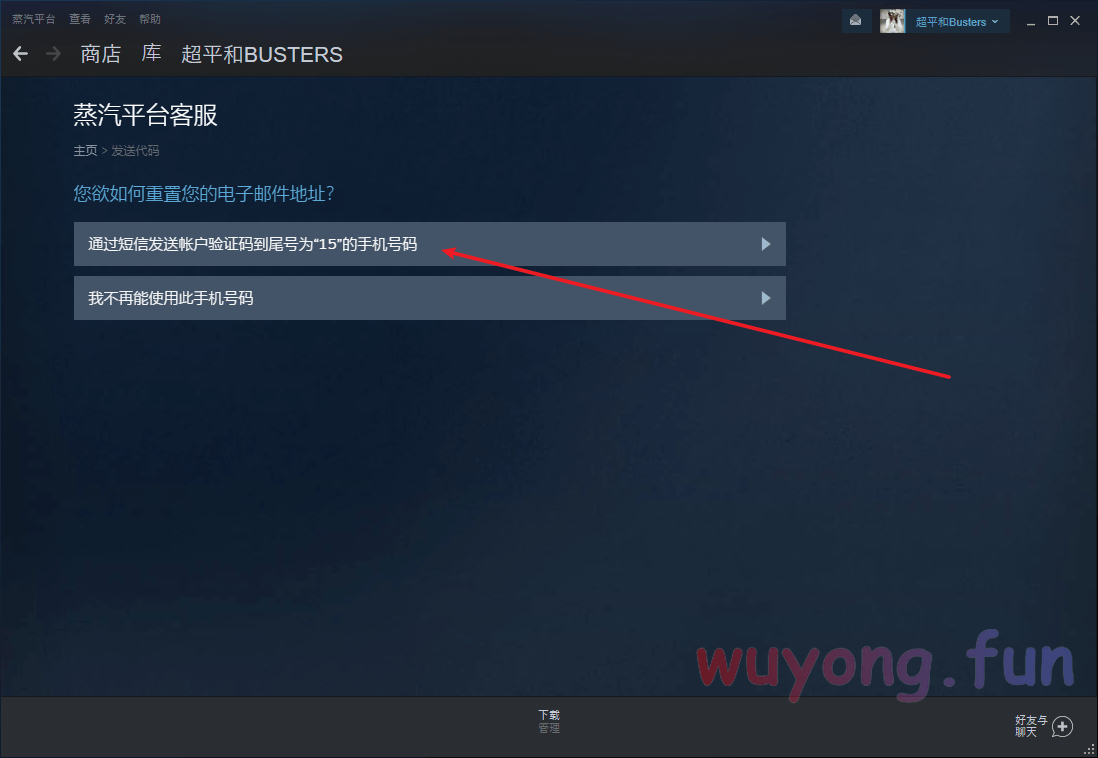 蒸汽平台 查看 好友 帮助
超平和Busters
商店 库 超平和BUSTERS
蒸汽平台客服
主页 > 发送代码
您欲如何重置您的电子邮件地址？
通过短信发送帐户验证码到尾号为“15”的手机号码
我不再能使用此手机号码
wuyong.fun
下载
管理
好友与
聊天